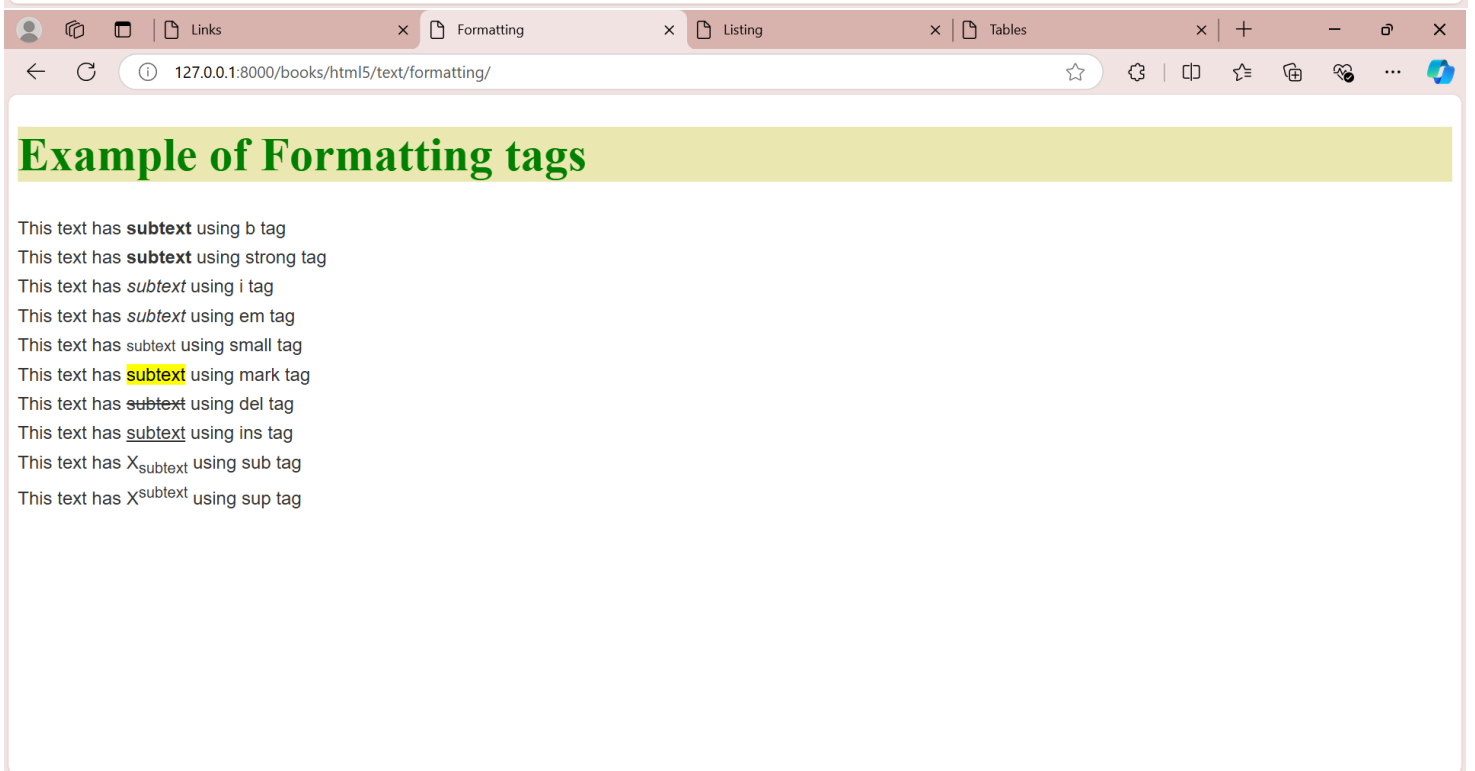 Links Formatting Listing Tables
127.0.0.1:8000/books/html5/text/formatting/
Example of Formatting tags
This text has subtext using b tag
This text has subtext using strong tag
This text has subtext using i tag
This text has subtext using em tag
This text has subtext using small tag
This text has subtext using mark tag
This text has subtext using del tag
This text has subtext using ins tag
This text has Xsubtext using sub tag
This text has Xsubtext using sup tag